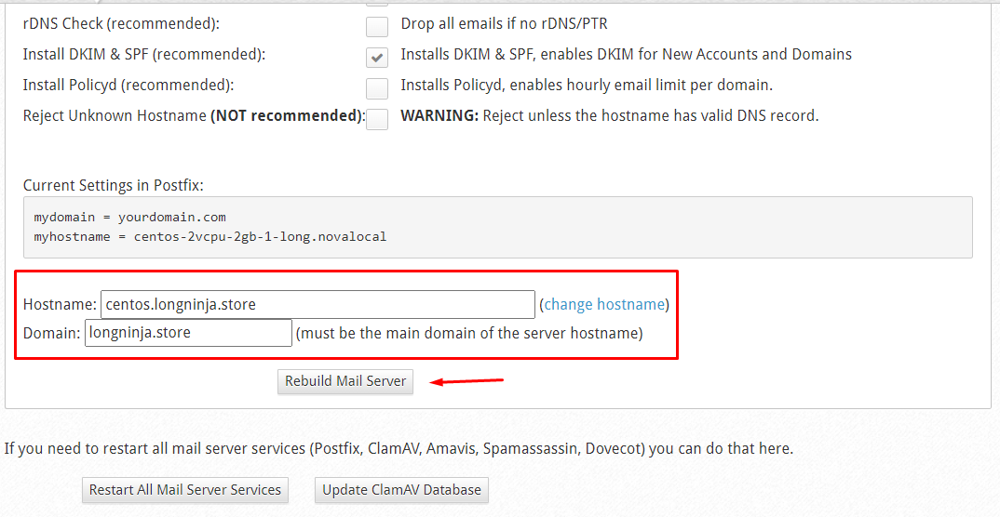 rDNS Check (recommended): Drop all emails if no rDNS/PTR
Install DKIM & SPF (recommended): Installs DKIM & SPF, enables DKIM for New Accounts and Domains
Install Policyd (recommended): Installs Policyd, enables hourly email limit per domain.
Reject Unknown Hostname (NOT recommended): WARNING: Reject unless the hostname has valid DNS record.
Current Settings in Postfix:
mydomain = yourdomain.com
myhostname = centos-2vcpu-2gb-1-long.novalocal
Hostname: centos.longninja.store (change hostname)
Domain: longninja.store (must be the main domain of the server hostname)
Rebuild Mail Server
If you need to restart all mail server services (Postfix, ClamAV, Amavis, Spamassassin, Dovecot) you can do that here.
Restart All Mail Server Services Update ClamAV Database